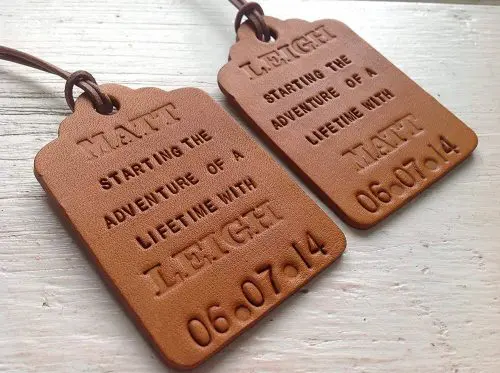 MATT
STARTING THE
ADVENTURE OF A
LIFETIME WITH
LEIGH
06.07.14
LEIGH
STARTING THE
ADVENTURE OF A
LIFETIME WITH
MATT
06.07.14